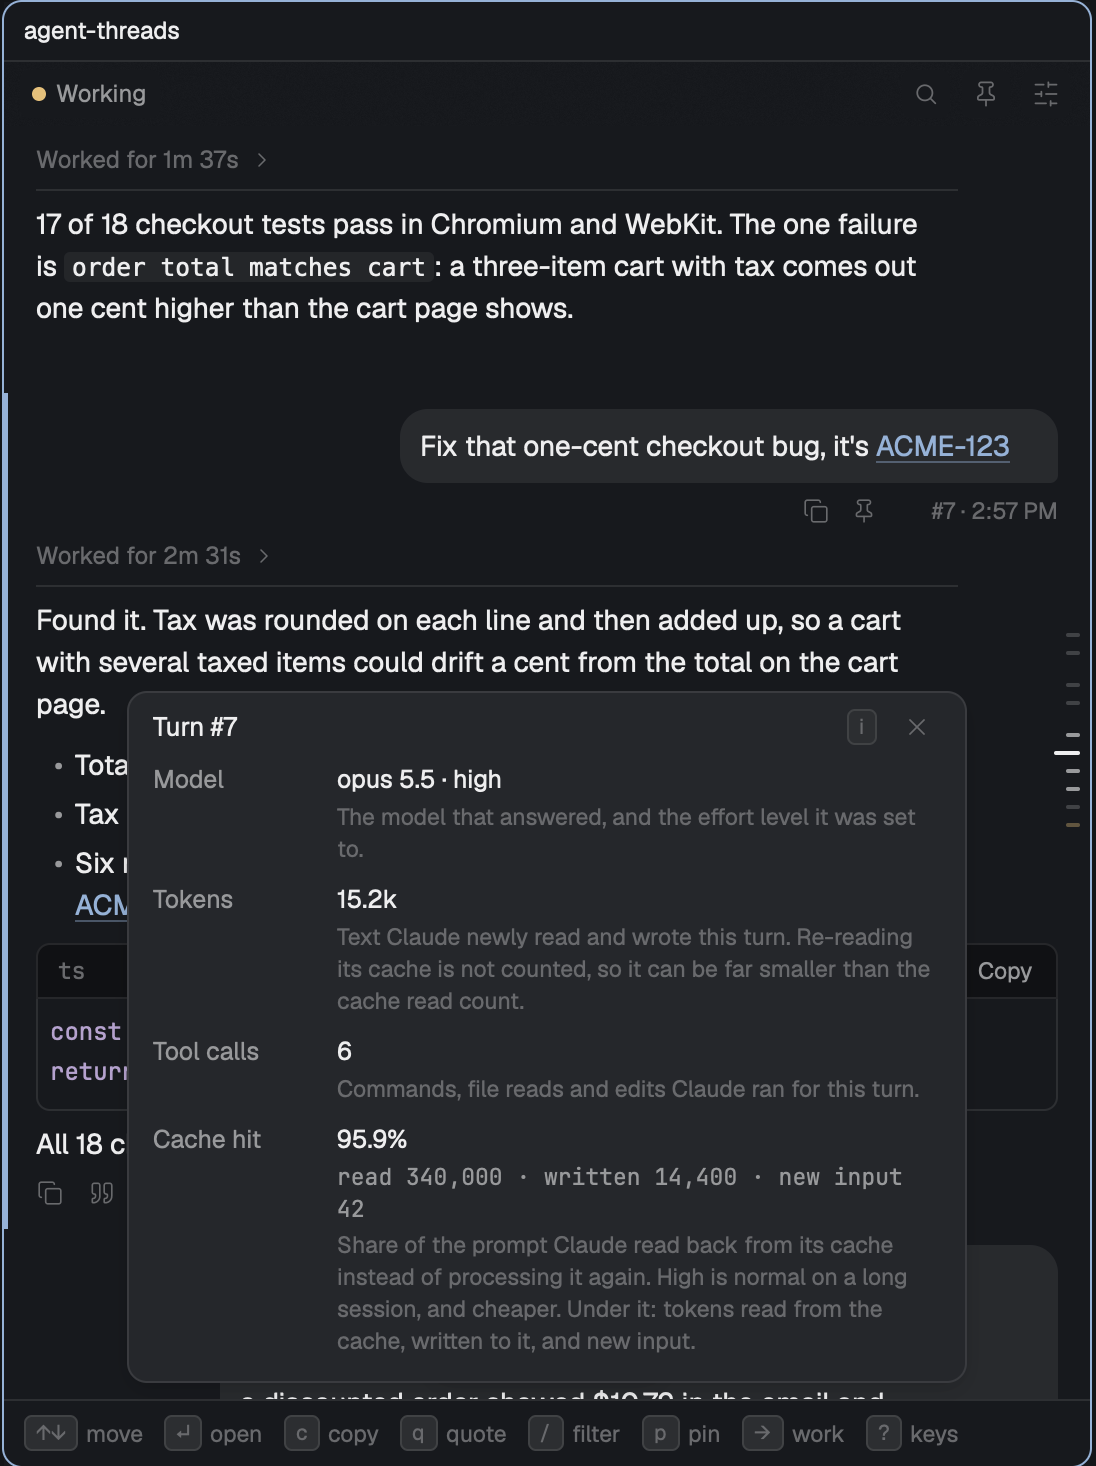 agent-threads
Working
Worked for 1m 37s
17 of 18 checkout tests pass in Chromium and WebKit. The one failure
is order total matches cart: a three-item cart with tax comes out
one cent higher than the cart page shows.
Fix that one-cent checkout bug, it's ACME-123
#7 · 2:57 PM
Worked for 2m 31s
Found it. Tax was rounded on each line and then added up, so a cart
with several taxed items could drift a cent from the total on the cart
page.
Turn #7
i
Model
opus 5.5 · high
The model that answered, and the effort level it was set
to.
Tokens
15.2k
Text Claude newly read and wrote this turn. Re-reading
its cache is not counted, so it can be far smaller than the
cache read count.
Tool calls
6
Commands, file reads and edits Claude ran for this turn.
Cache hit
95.9%
read 340,000 · written 14,400 · new input
42
Share of the prompt Claude read back from its cache
instead of processing it again. High is normal on a long
session, and cheaper. Under it: tokens read from the
cache, written to it, and new input.
• Tax
• Six
ts
Copy
const
return
All 18
↑↓ move ↵ open c copy q quote / filter p pin → work ? keys